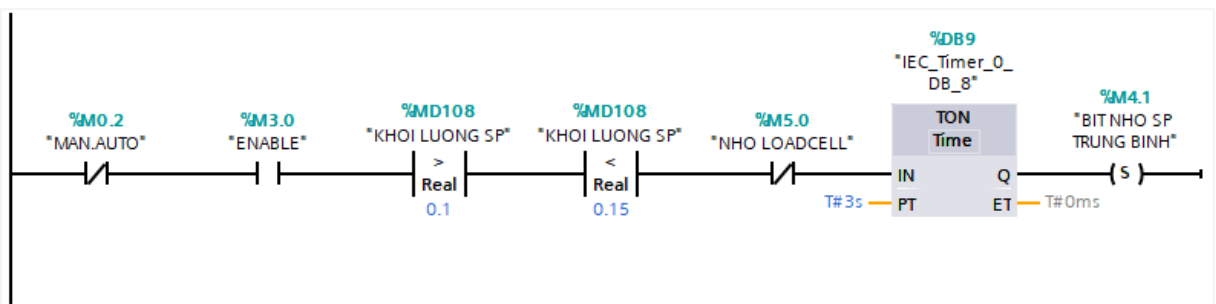 %DB9
"IEC_Timer_0_
DB_8"
%M0.2
"MAN.AUTO"
%M3.0
"ENABLE"
%MD108
"KHOI LUONG SP"
>
Real
0.1
%MD108
"KHOI LUONG SP"
<
Real
0.15
%M5.0
"NHO LOADCELL"
TON
Time
IN
Q
T#3s
PT
ET
T#0ms
%M4.1
"BIT NHO SP
TRUNG BINH"
S